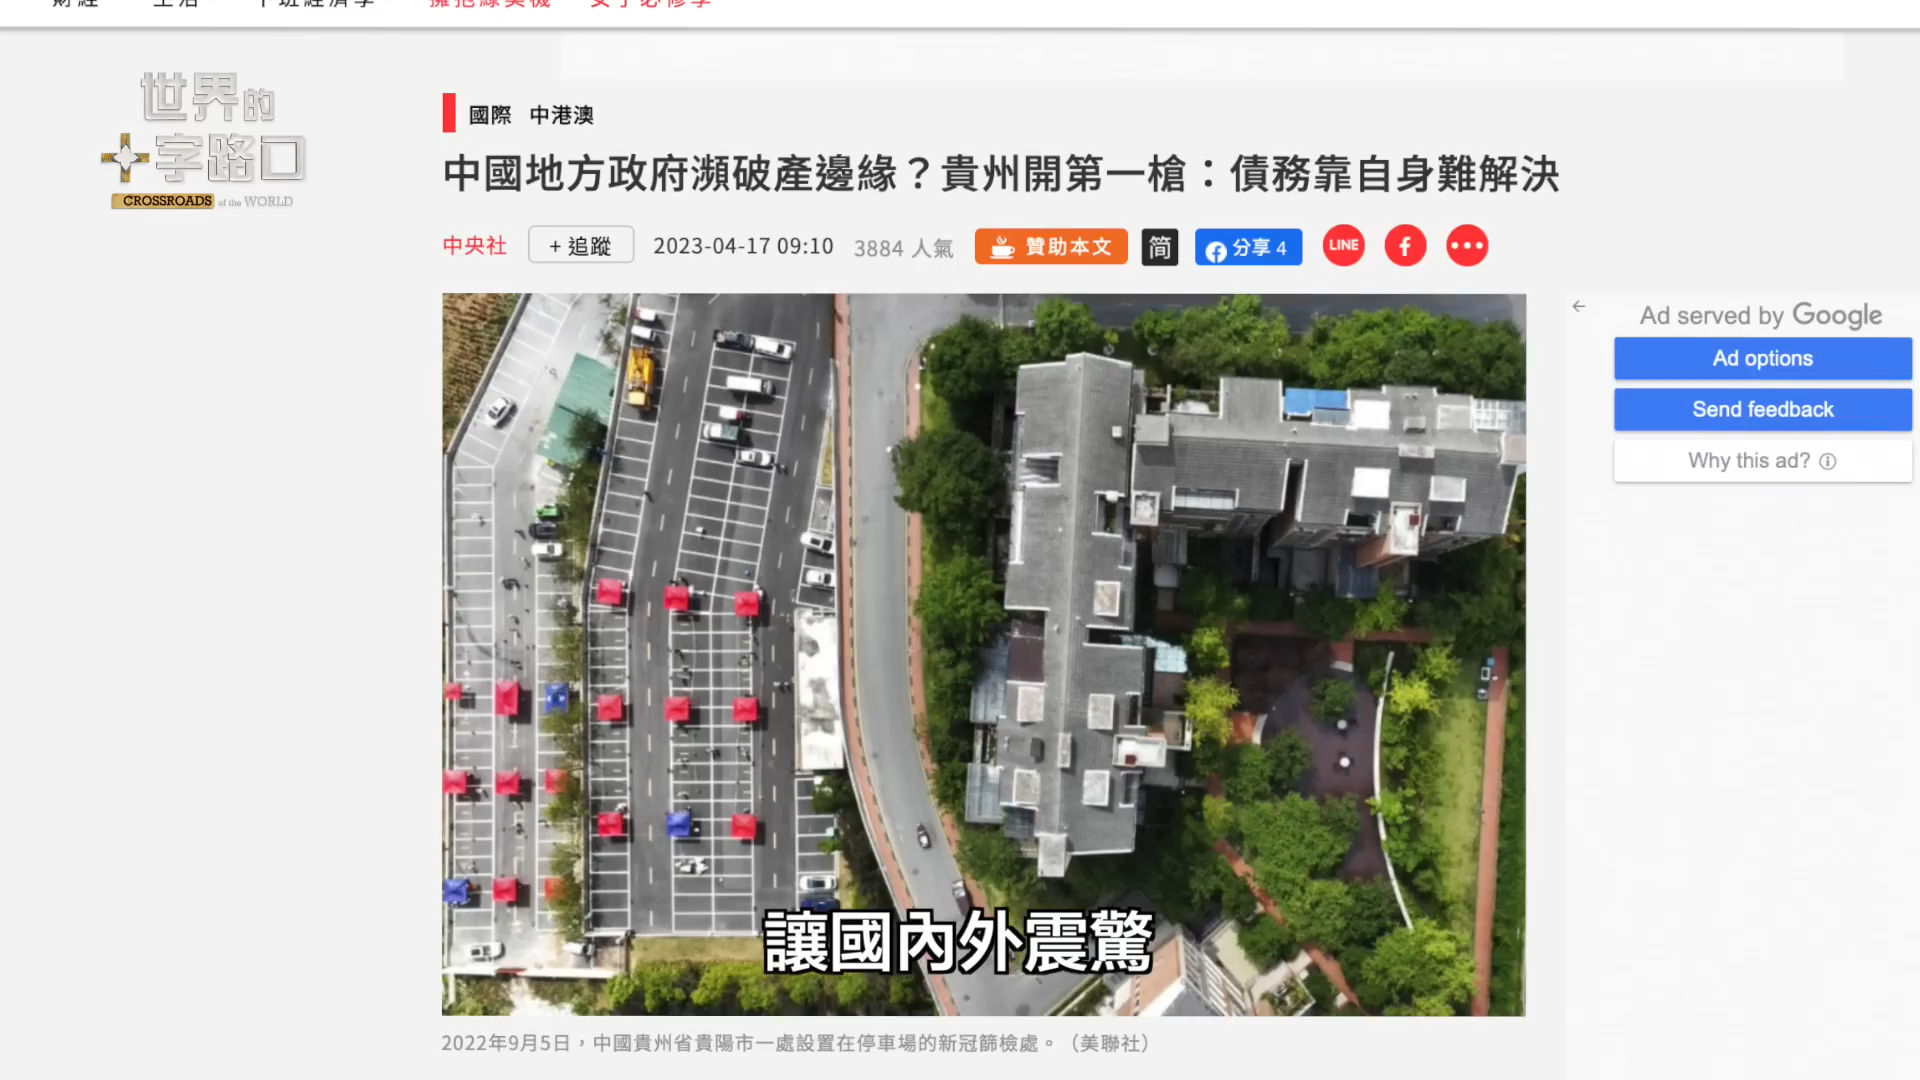 世界的
十字路口
CROSSROADS of the WORLD
國際 中港澳
中國地方政府瀕破產邊緣？貴州開第一槍：債務靠自身難解決
中央社 + 追蹤 2023-04-17 09:10 3884 人氣 贊助本文 简 分享 4 LINE
Ad served by Google
Ad options
Send feedback
Why this ad?
讓國內外震驚
2022年9月5日，中國貴州省貴陽市一處設置在停車場的新冠篩檢處。（美聯社）